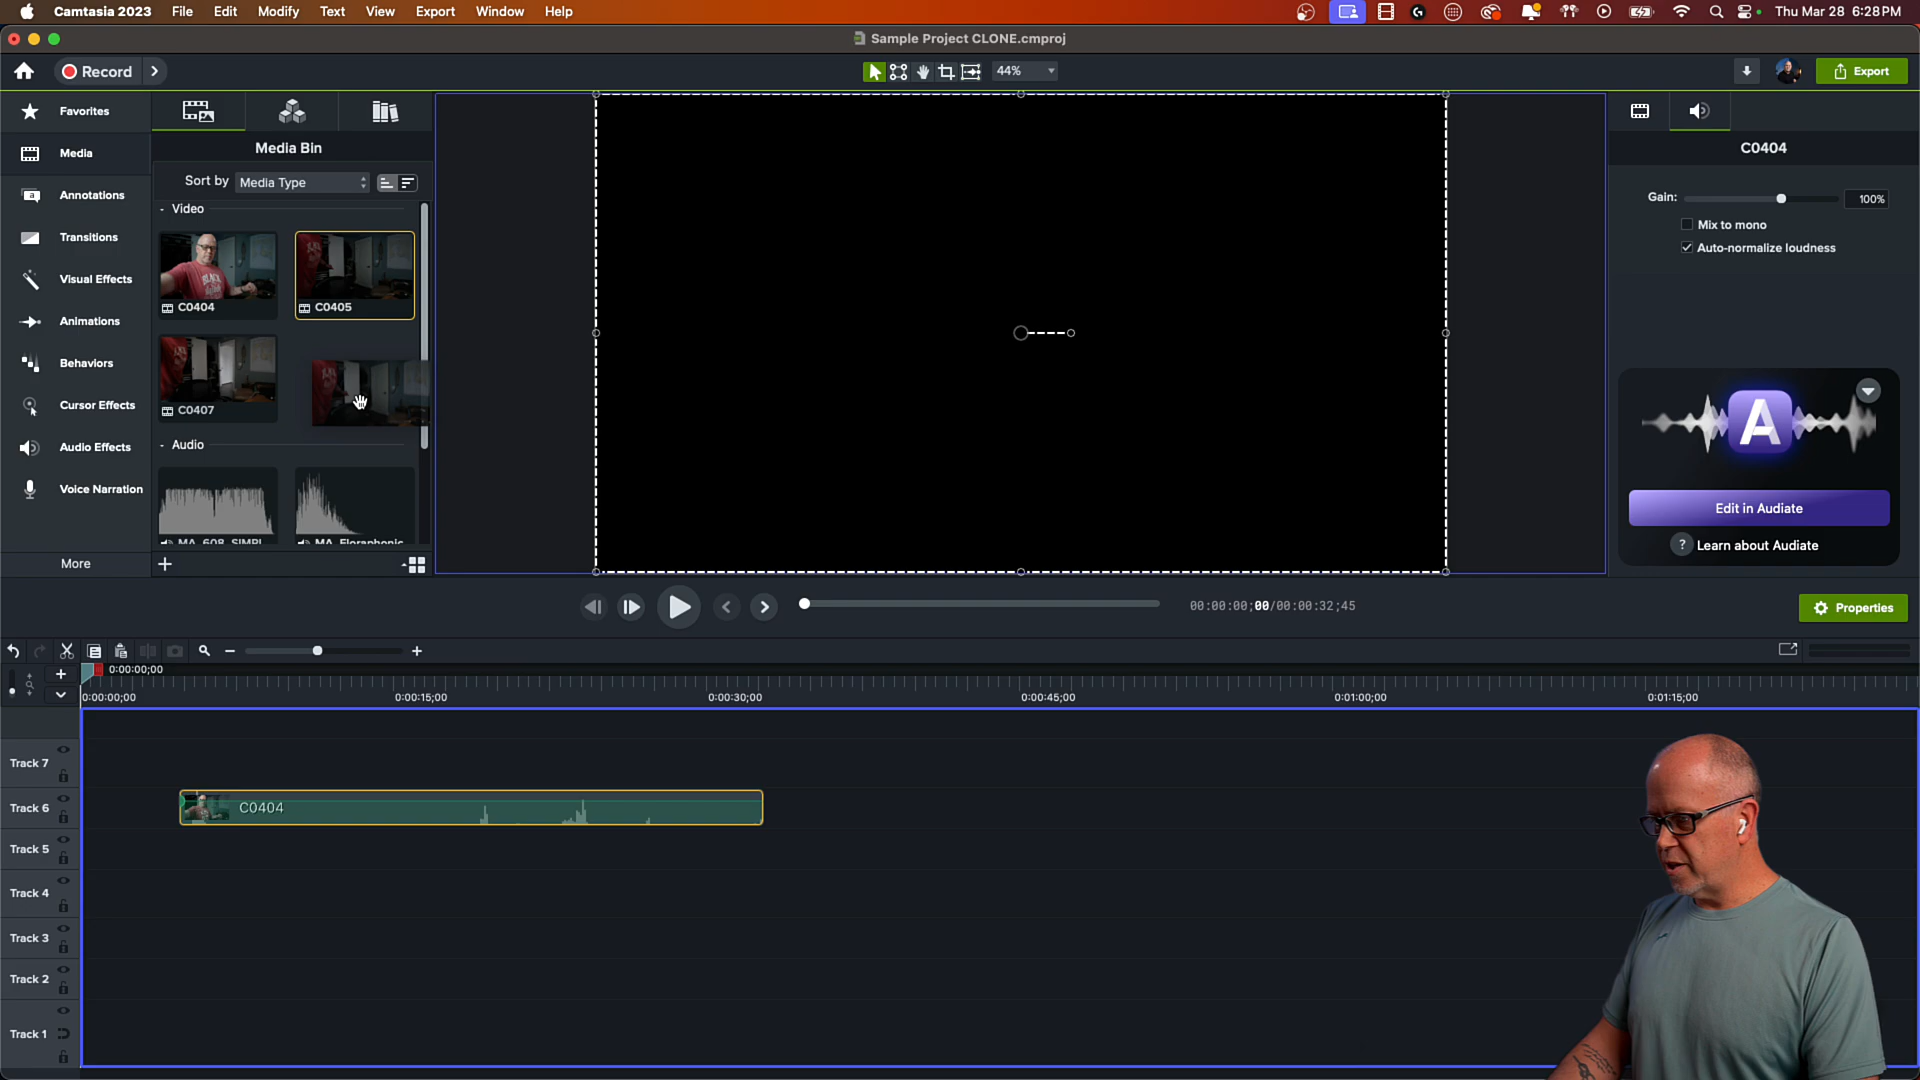 Camtasia 2023 File Edit Modify Text View Export Window Help
Thu Mar 28 6:28 PM
Sample Project CLONE.cmproj
Record
44%
Export
Favorites
Media
Annotations
Transitions
Visual Effects
Animations
Behaviors
Cursor Effects
Audio Effects
Voice Narration
More
Media Bin
Sort by Media Type
- Video
C0404
C0405
C0407
- Audio
C0404
Gain: 100%
Mix to mono
Auto-normalize loudness
A
Edit in Audiate
? Learn about Audiate
00:00:00;00/00:00:32;45
Properties
0:00:00;00
0:00:00;00 0:00:15;00 0:00:30;00 0:00:45;00 0:01:00;00 0:01:15;00
Track 7
Track 6
C0404
Track 5
Track 4
Track 3
Track 2
Track 1